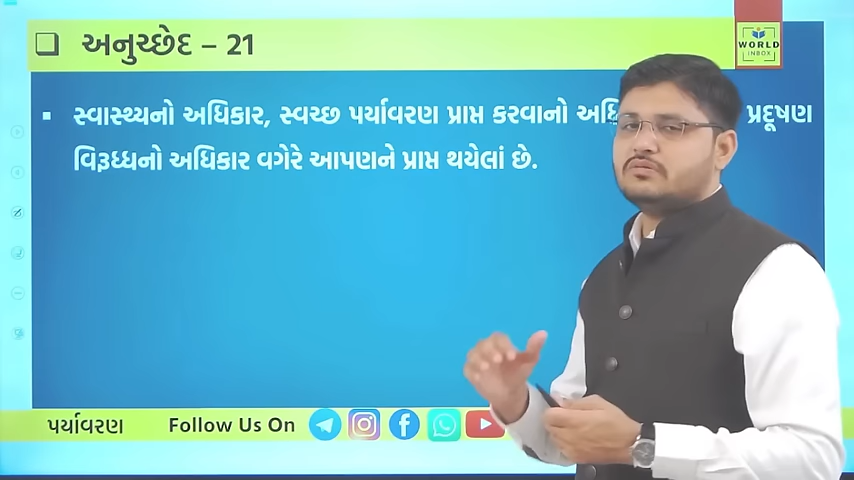 અનુચ્છેદ – 21
WORLD
INBOX
સ્વાસ્થ્યનો અધિકાર, સ્વચ્છ પર્યાવરણ પ્રાપ્ત કરવાનો પ્રદૂષણ
વિરૂધ્ધનો અધિકાર વગેરે આપણને પ્રાપ્ત થયેલાં છે.
પર્યાવરણ Follow Us On